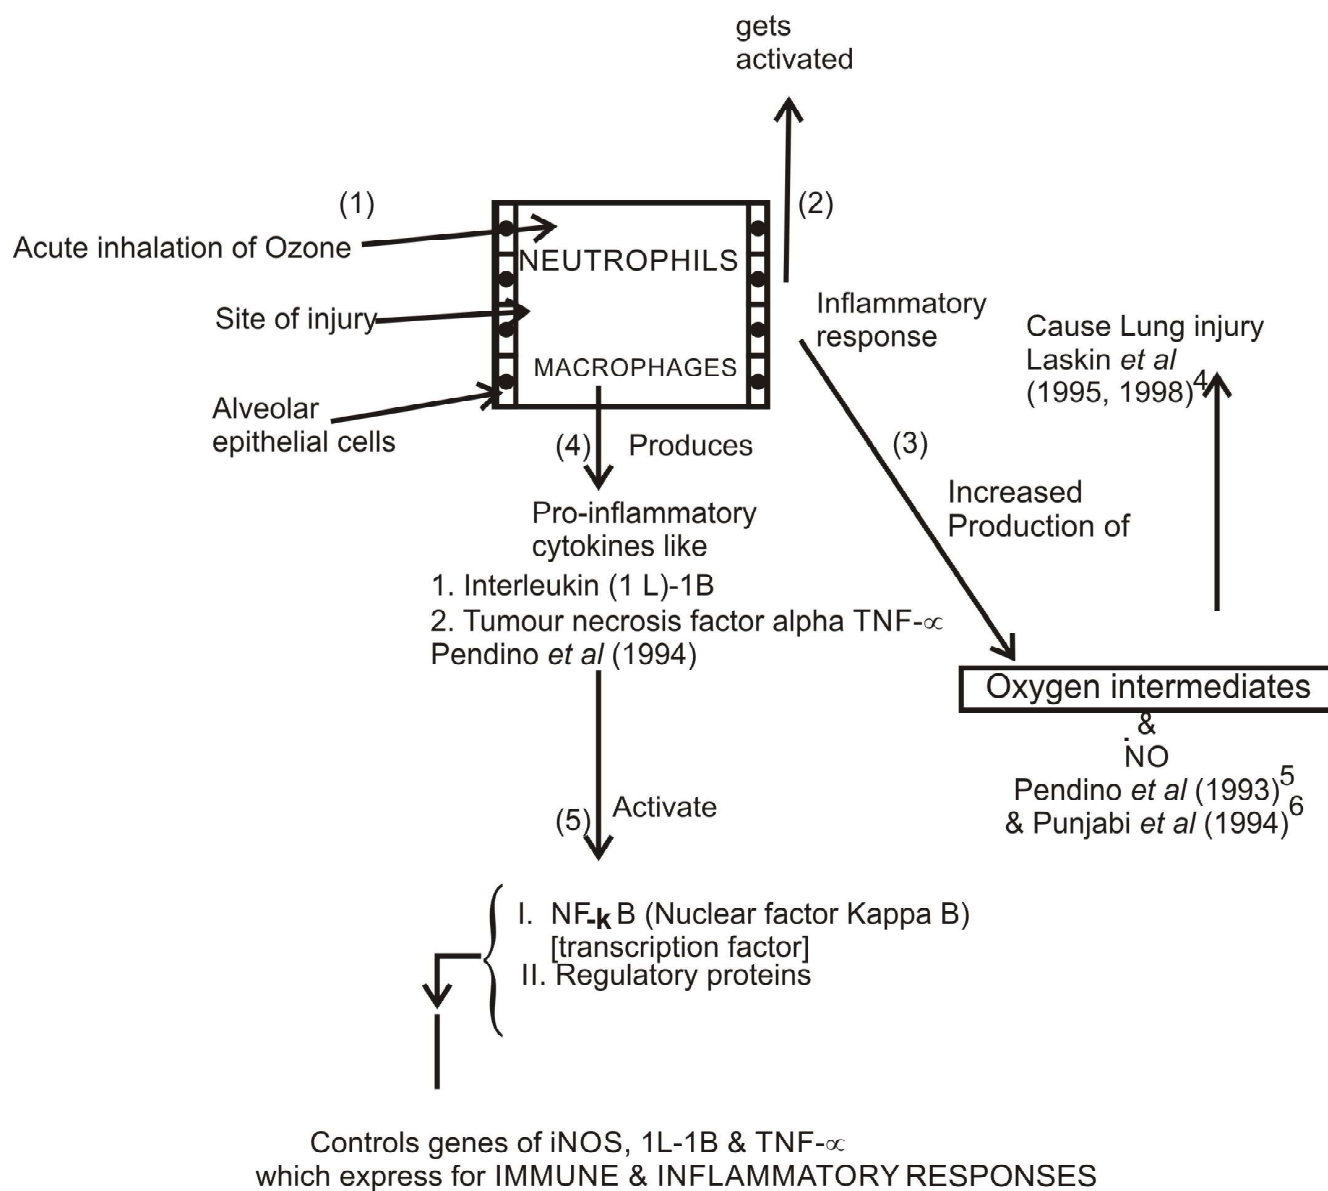 gets
activated
(1)
(2)
Acute inhalation of Ozone
NEUTROPHILS
Site of injury
MACROPHAGES
Alveolar
epithelial cells
Inflammatory
response
Cause Lung injury
Laskin et al
(1995, 1998)4
(3)
(4) Produces
Increased
Production of
Pro-inflammatory
cytokines like
1. Interleukin (1 L)-1B
2. Tumour necrosis factor alpha TNF-∝
Pendino et al (1994)
Oxygen intermediates
&
.
NO
Pendino et al (1993)5
& Punjabi et al (1994)6
(5) Activate
I. NF-k B (Nuclear factor Kappa B)
[transcription factor]
II. Regulatory proteins
Controls genes of iNOS, 1L-1B & TNF-∝
which express for IMMUNE & INFLAMMATORY RESPONSES